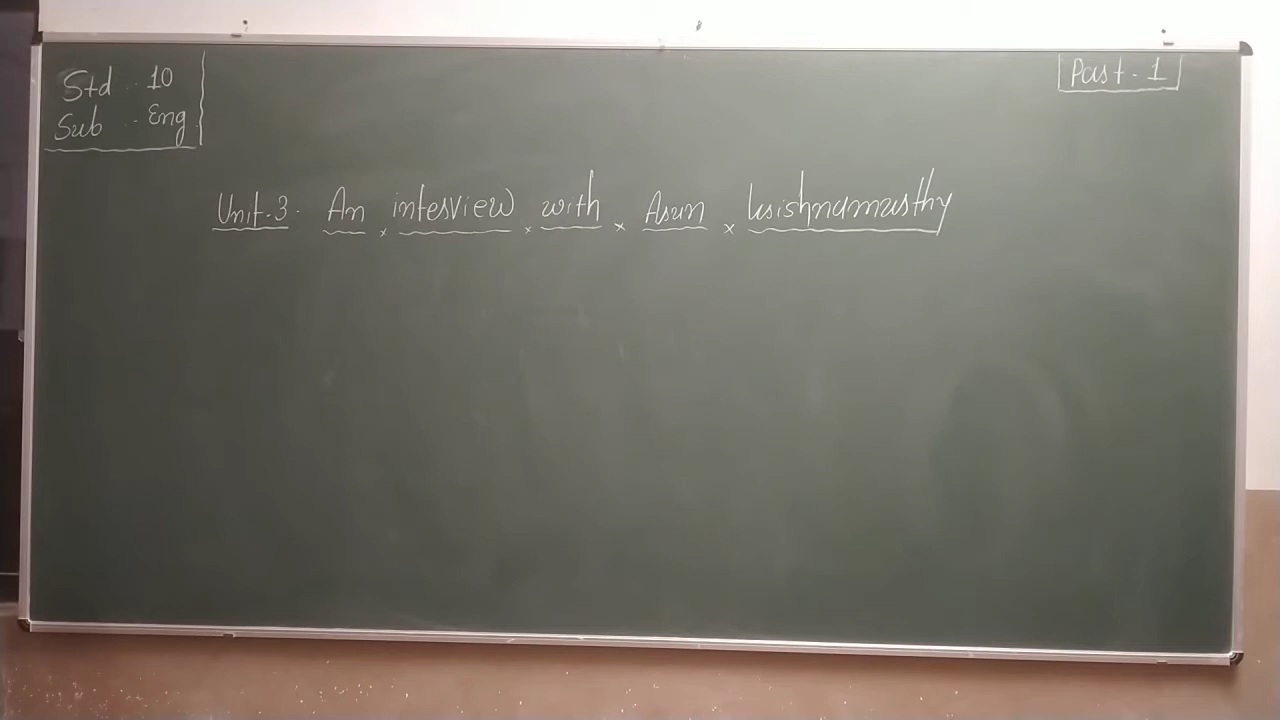 Std - 10
Sub - Eng
Part - 1
Unit-3. An interview with Arun krishnamurthy